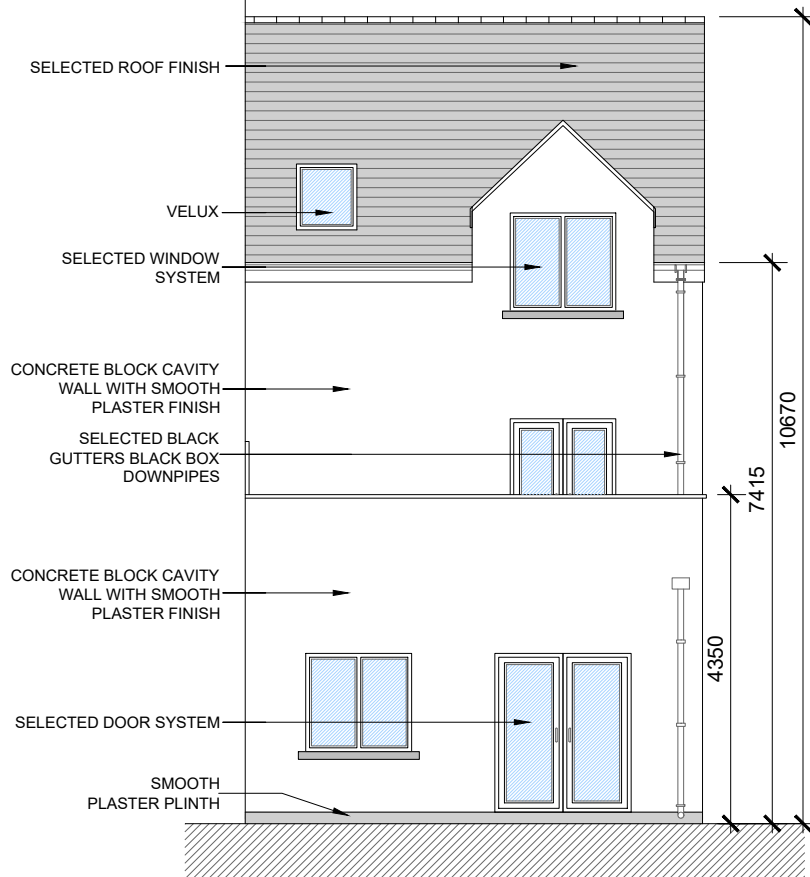 SELECTED ROOF FINISH
VELUX
SELECTED WINDOW
SYSTEM
CONCRETE BLOCK CAVITY
WALL WITH SMOOTH
PLASTER FINISH
SELECTED BLACK
GUTTERS BLACK BOX
DOWNPIPES
CONCRETE BLOCK CAVITY
WALL WITH SMOOTH
PLASTER FINISH
SELECTED DOOR SYSTEM
SMOOTH
PLASTER PLINTH
4350
7415
10670